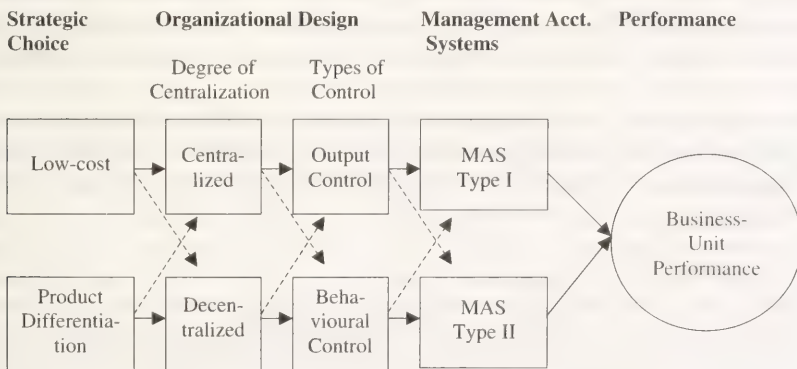 Strategic
Choice
Organizational Design
Management Acct.
Systems
Performance
Degree of
Centralization
Types of
Control
Low-cost
Centra-
lized
Output
Control
MAS
Type I
Business-
Unit
Performance
Product
Differentia-
tion
Decen-
tralized
Beha-
vioural
Control
MAS
Type II